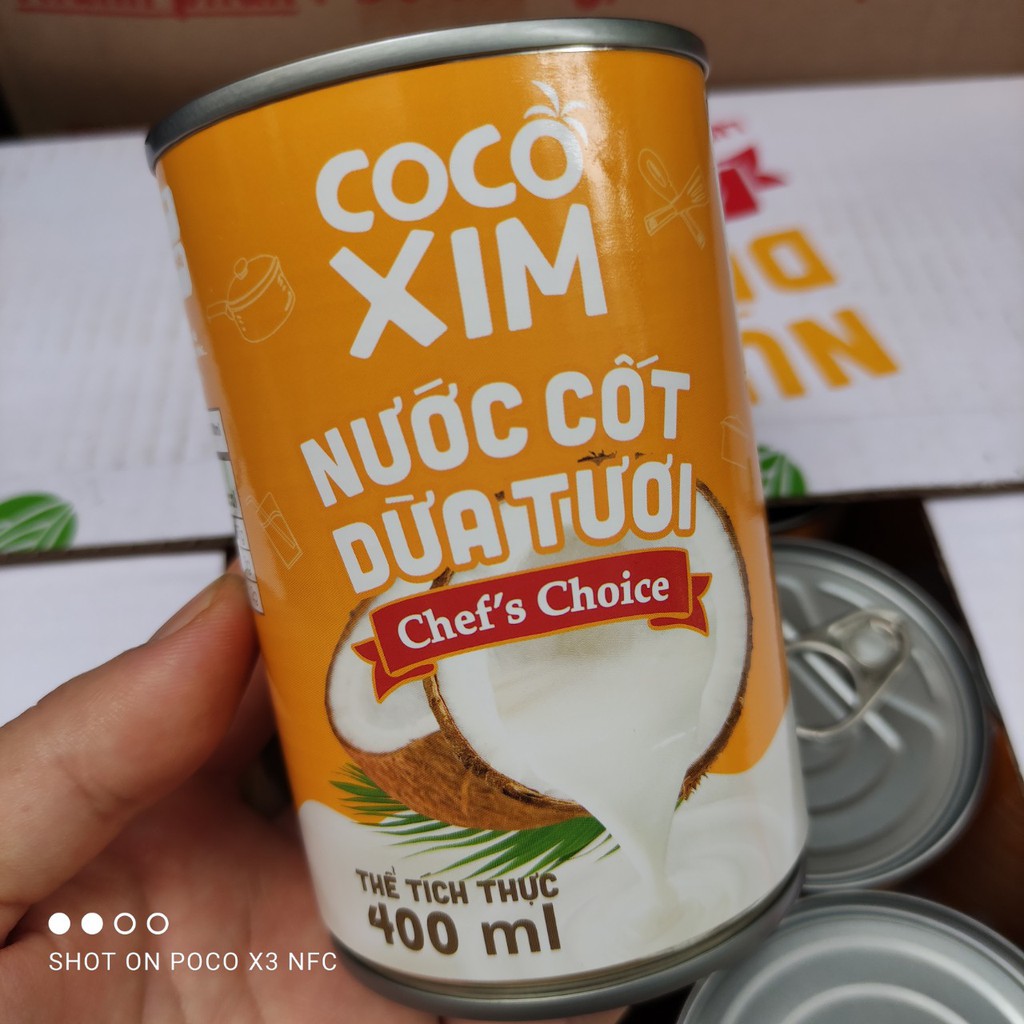 COCO
XIM
NƯỚC CỐT
DỪA TƯƠI
Chef's Choice
THỂ TÍCH THỰC
400 ml
SHOT ON POCO X3 NFC